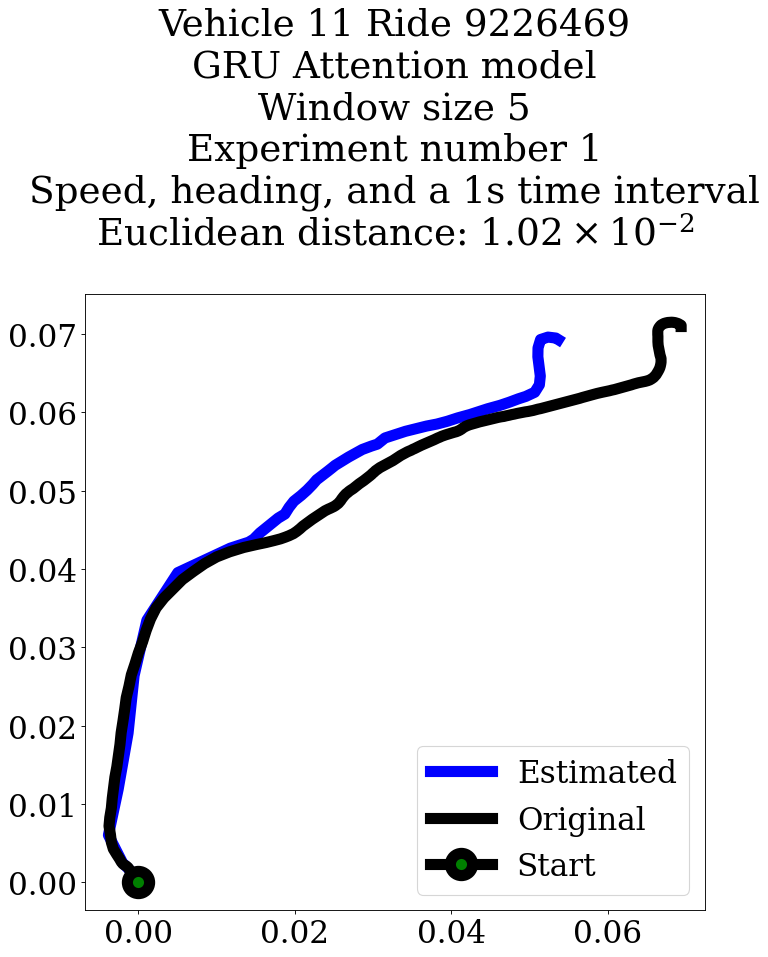 Vehicle 11 Ride 9226469
GRU Attention model
Window size 5
Experiment number 1
Speed, heading, and a 1s time interval
Euclidean distance: 1.02 × 10⁻²
0.07
0.06
0.05
0.04
0.03
0.02
0.01
0.00
Estimated
Original
Start
0.00 0.02 0.04 0.06